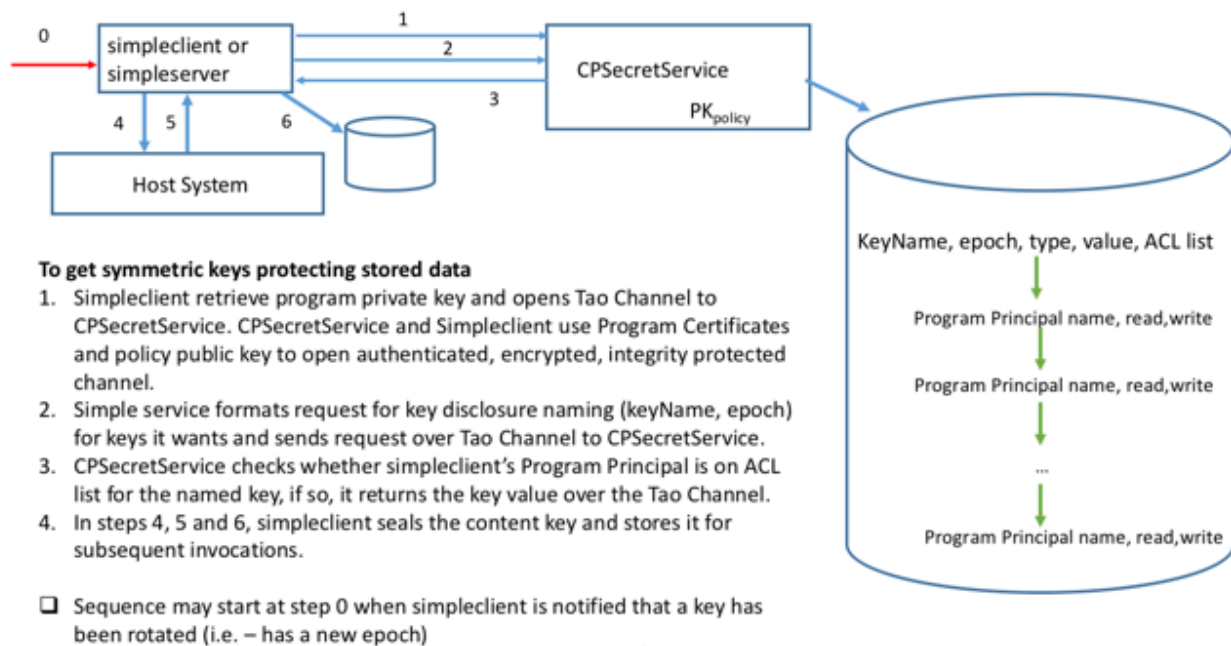 0
1
simpleclient or
simpleserver
2
CPSecretService
3
PK policy
4
5
6
Host System
KeyName, epoch, type, value, ACL list
To get symmetric keys protecting stored data
1. Simpleclient retrieve program private key and opens Tao Channel to
CPSecretService. CPSecretService and Simpleclient use Program Certificates
and policy public key to open authenticated, encrypted, integrity protected
channel.
2. Simple service formats request for key disclosure naming (keyName, epoch)
for keys it wants and sends request over Tao Channel to CPSecretService.
3. CPSecretService checks whether simpleclient's Program Principal is on ACL
list for the named key, if so, it returns the key value over the Tao Channel.
4. In steps 4, 5 and 6, simpleclient seals the content key and stores it for
subsequent invocations.
❑ Sequence may start at step 0 when simpleclient is notified that a key has
been rotated (i.e. – has a new epoch)
Program Principal name, read,write
Program Principal name, read,write
...
Program Principal name, read,write